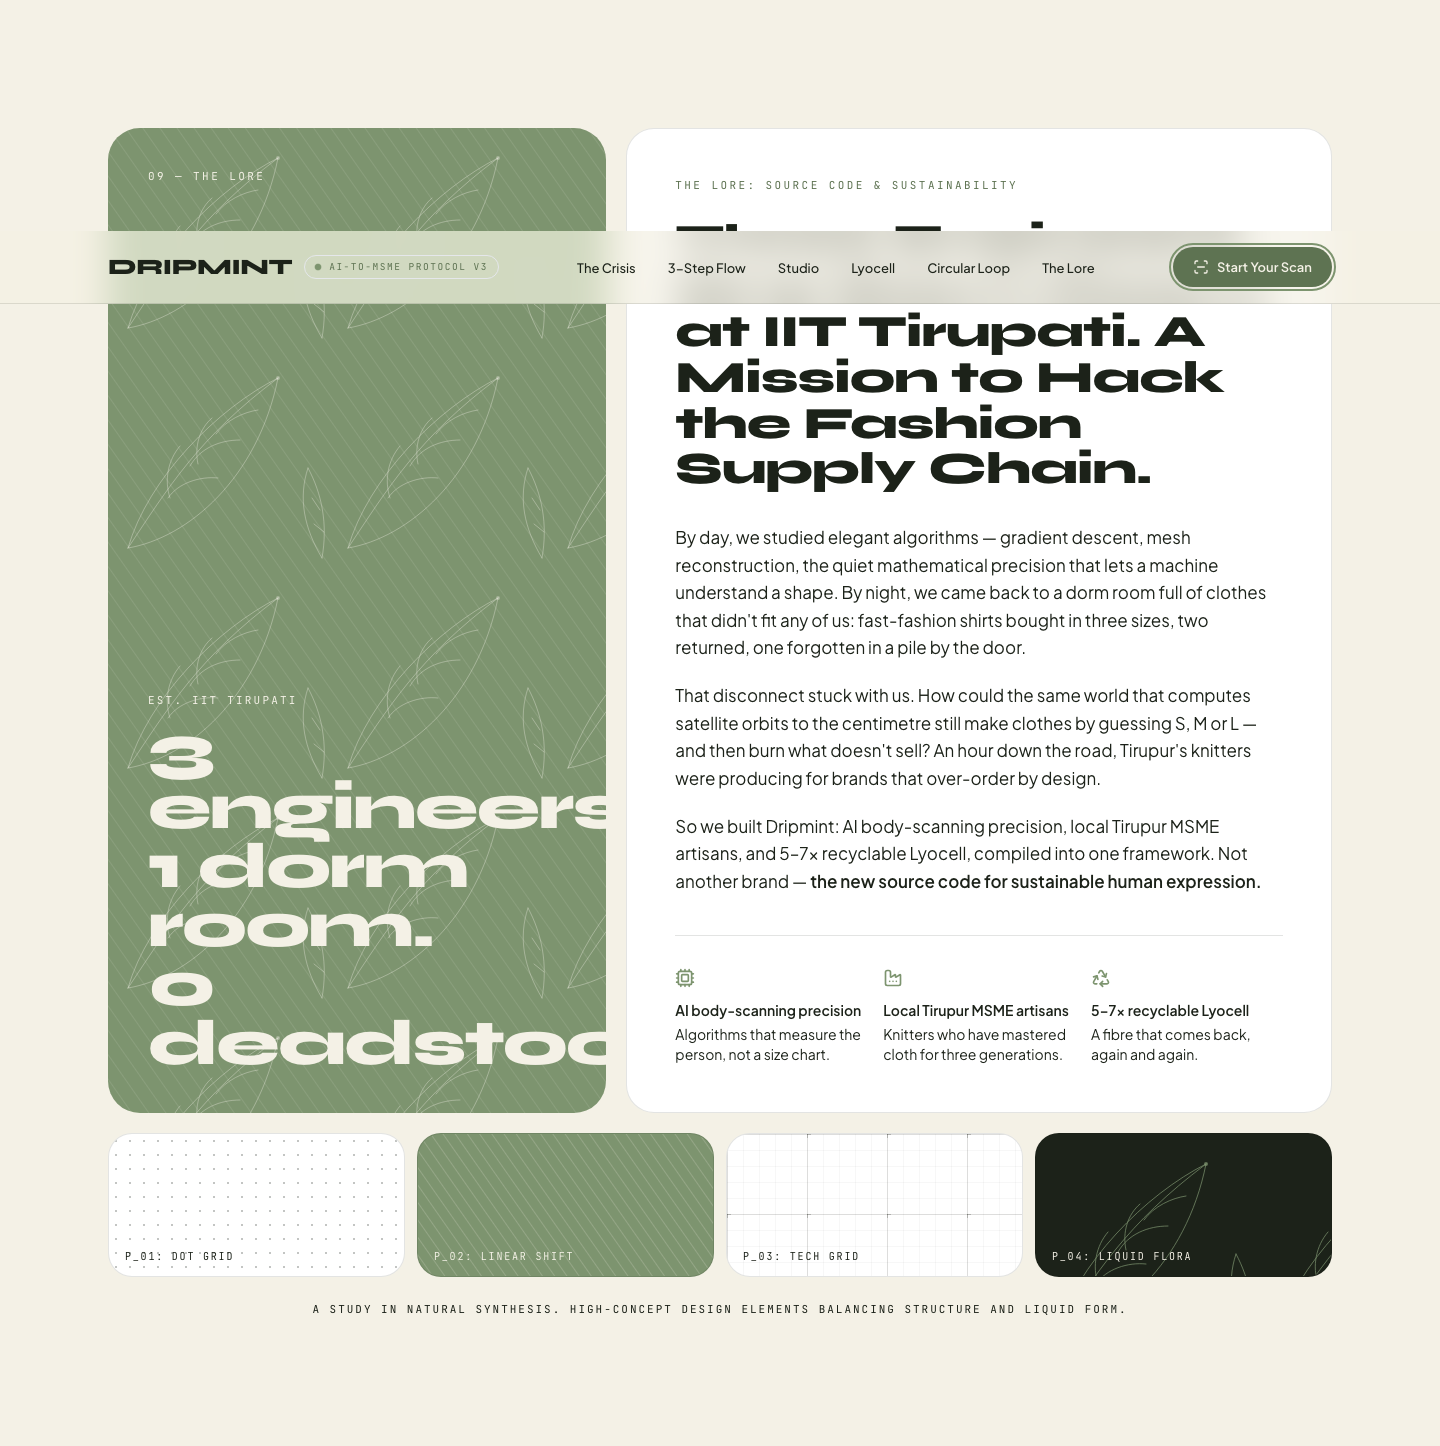 09 — THE LORE
THE LORE: SOURCE CODE & SUSTAINABILITY
DRIPMINT
AI-TO-MSME PROTOCOL V3
The Crisis
3-Step Flow
Studio
Lyocell
Circular Loop
The Lore
Start Your Scan
at IIT Tirupati. A
Mission to Hack
the Fashion
Supply Chain.
EST. IIT TIRUPATI
3
engineers
1 dorm
room.
0
deadstoc
By day, we studied elegant algorithms — gradient descent, mesh
reconstruction, the quiet mathematical precision that lets a machine
understand a shape. By night, we came back to a dorm room full of clothes
that didn't fit any of us: fast-fashion shirts bought in three sizes, two
returned, one forgotten in a pile by the door.
That disconnect stuck with us. How could the same world that computes
satellite orbits to the centimetre still make clothes by guessing S, M or L —
and then burn what doesn't sell? An hour down the road, Tirupur's knitters
were producing for brands that over-order by design.
So we built Dripmint: AI body-scanning precision, local Tirupur MSME
artisans, and 5–7× recyclable Lyocell, compiled into one framework. Not
another brand — the new source code for sustainable human expression.
AI body-scanning precision
Algorithms that measure the
person, not a size chart.
Local Tirupur MSME artisans
Knitters who have mastered
cloth for three generations.
5–7× recyclable Lyocell
A fibre that comes back,
again and again.
P_01: DOT GRID
P_02: LINEAR SHIFT
P_03: TECH GRID
P_04: LIQUID FLORA
A STUDY IN NATURAL SYNTHESIS. HIGH-CONCEPT DESIGN ELEMENTS BALANCING STRUCTURE AND LIQUID FORM.